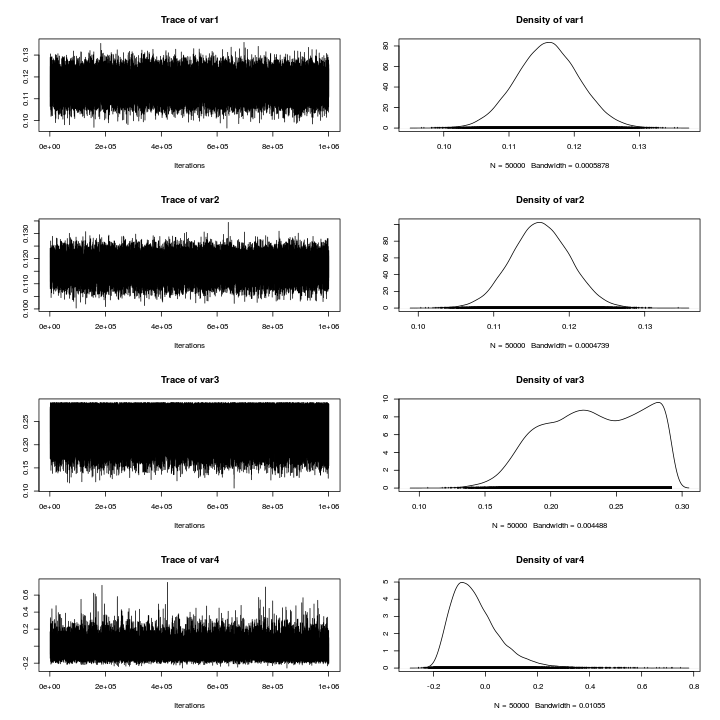 Trace of var1
0.10 0.11 0.12 0.13
0e+00 2e+05 4e+05 6e+05 8e+05 1e+06
Iterations
Density of var1
0 20 40 60 80
0.10 0.11 0.12 0.13
N = 50000 Bandwidth = 0.0005878
Trace of var2
0.100 0.110 0.120 0.130
0e+00 2e+05 4e+05 6e+05 8e+05 1e+06
Iterations
Density of var2
0 20 40 60 80
0.10 0.11 0.12 0.13
N = 50000 Bandwidth = 0.0004739
Trace of var3
0.10 0.15 0.20 0.25
0e+00 2e+05 4e+05 6e+05 8e+05 1e+06
Iterations
Density of var3
0 2 4 6 8 10
0.10 0.15 0.20 0.25 0.30
N = 50000 Bandwidth = 0.004488
Trace of var4
-0.2 0.2 0.4 0.6
0e+00 2e+05 4e+05 6e+05 8e+05 1e+06
Iterations
Density of var4
0 1 2 3 4 5
-0.2 0.0 0.2 0.4 0.6 0.8
N = 50000 Bandwidth = 0.01055